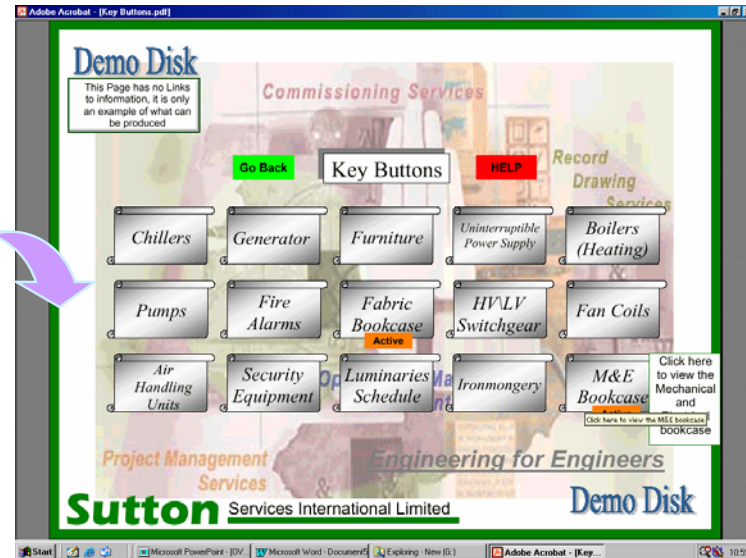 Adobe Acrobat - [Key Buttons.pdf]
Demo Disk
This Page has no Links
to information, it is only
an example of what can
be produced
Commissioning Services
Go Back
Key Buttons
HELP
Record
Drawing
Services
Chillers
Generator
Furniture
Uninterruptible
Power Supply
Boilers
(Heating)
Pumps
Fire
Alarms
Fabric
Bookcase
Active
HV\LV
Switchgear
Fan Coils
Air
Handling
Units
Security
Equipment
Luminaries
Schedule
Ironmongery
M&E
Bookcase
Click here
to view the
Mechanical
and
bookcase
Click here to view the M&E bookcase
Project Management
Services
&
Engineering for Engineers
Sutton Services International Limited
Demo Disk
Start
Microsoft PowerPoint - [OV...
Microsoft Word - Document5
Exploring - New (G:)
Adobe Acrobat - [Key...